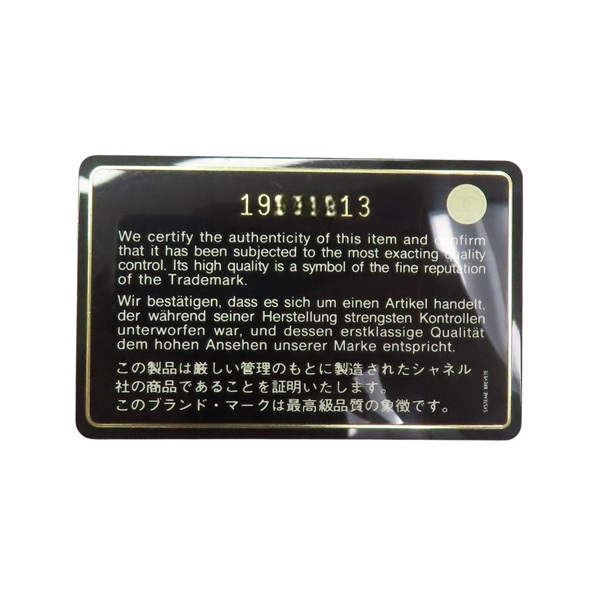 We certify the authenticity of this item and confirm
that it has been subjected to the most exacting quality
control. Its high quality is a symbol of the fine reputation
of the Trademark.
Wir bestätigen, dass es sich um einen Artikel handelt,
der während seiner Herstellung strengsten Kontrollen
unterworfen war, und dessen erstklassige Qualität
dem hohen Ansehen unserer Marke entspricht.
この製品は厳しい管理のもとに製造されたシャネル
社の商品であることを証明いたします。
このブランド・マークは最高級品質の象徴です。
SYSTEME BREVETE